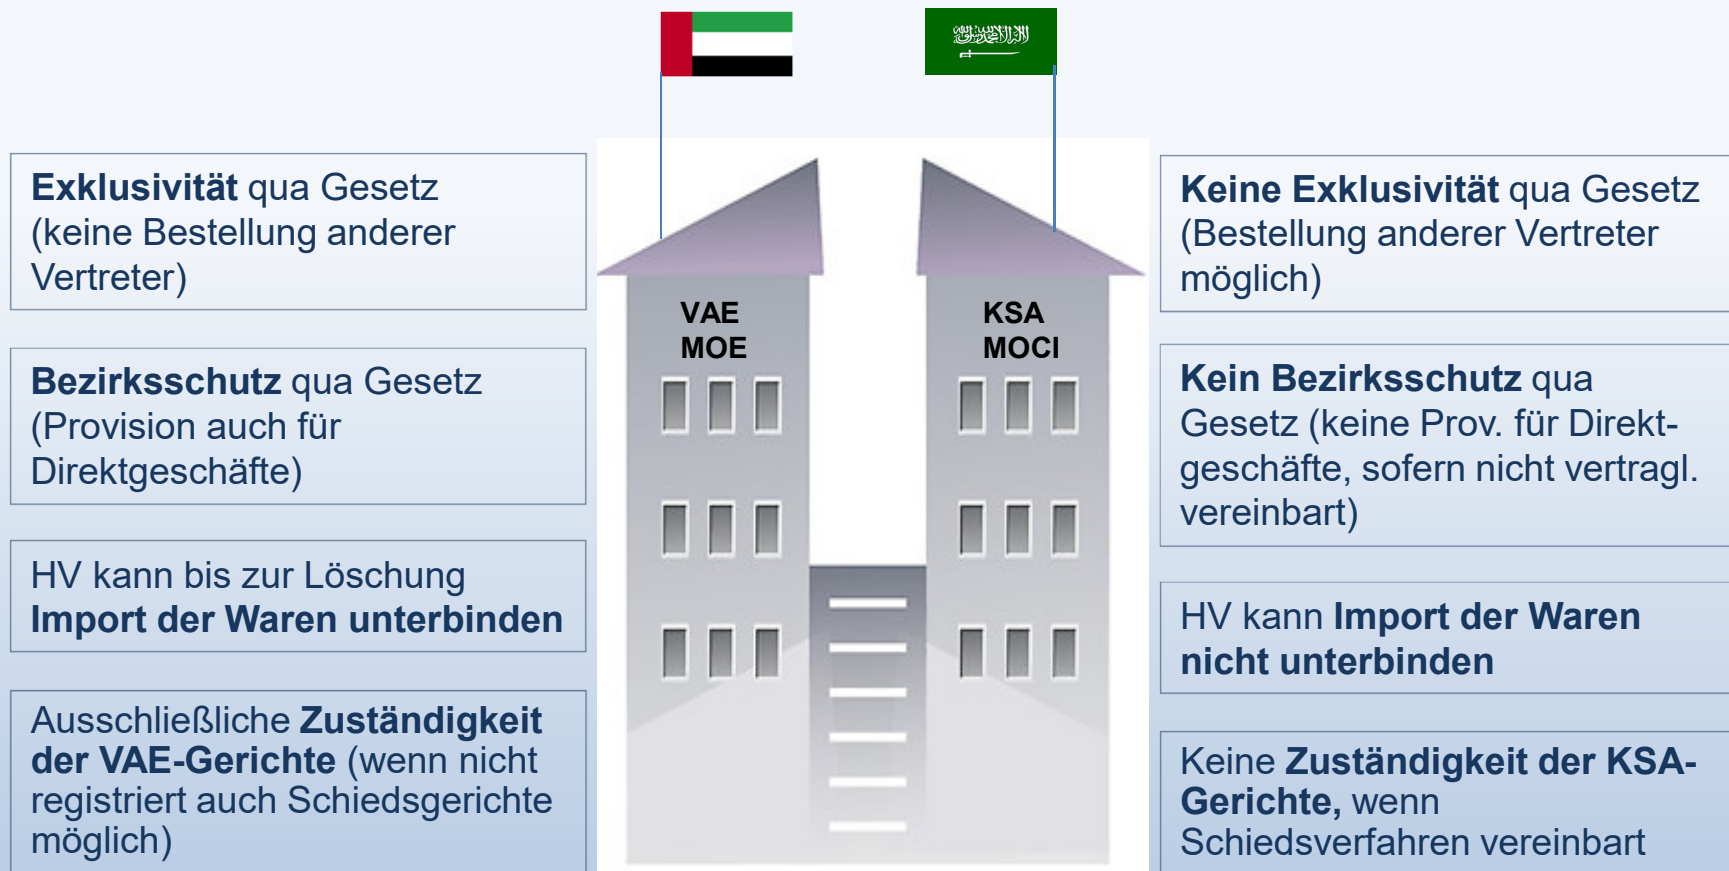 Exklusivität qua Gesetz
(keine Bestellung anderer
Vertreter)
Bezirksschutz qua Gesetz
(Provision auch für
Direktgeschäfte)
HV kann bis zur Löschung
Import der Waren unterbinden
Ausschließliche Zuständigkeit
der VAE-Gerichte (wenn nicht
registriert auch Schiedsgerichte
möglich)
VAE
MOE
KSA
MOCI
Keine Exklusivität qua Gesetz
(Bestellung anderer Vertreter
möglich)
Kein Bezirksschutz qua
Gesetz (keine Prov. für Direkt-
geschäfte, sofern nicht vertragl.
vereinbart)
HV kann Import der Waren
nicht unterbinden
Keine Zuständigkeit der KSA-
Gerichte, wenn
Schiedsverfahren vereinbart